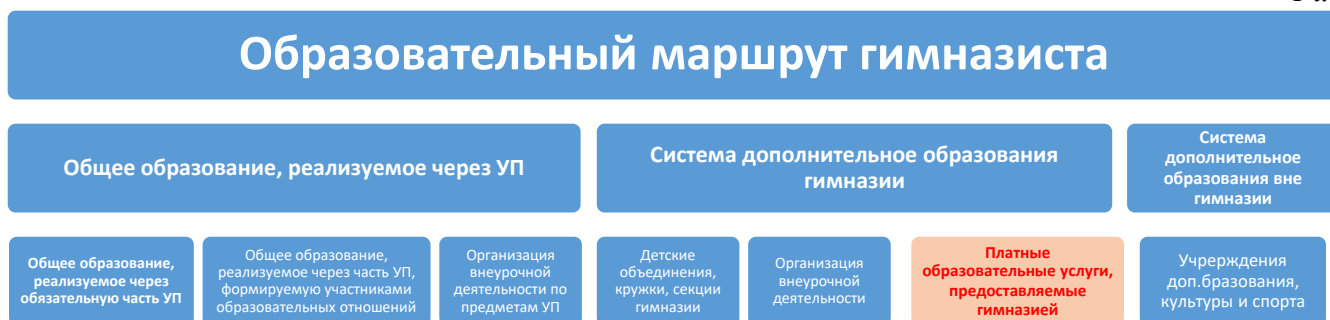 Образовательный маршрут гимназиста
Общее образование, реализуемое через УП
Система дополнительное образования
гимназии
Система
дополнительное
образования вне
гимназии
Общее образование,
реализуемое через
обязательную часть УП
Общее образование,
реализуемое через часть УП,
формируемую участниками
образовательных отношений
Организация
внеурочной
деятельности по
предметам УП
Детские
объединения,
кружки, секции
гимназии
Организация
внеурочной
деятельности
Платные
образовательные услуги,
предоставляемые
гимназией
Учрерждения
доп.бразования,
культуры и спорта